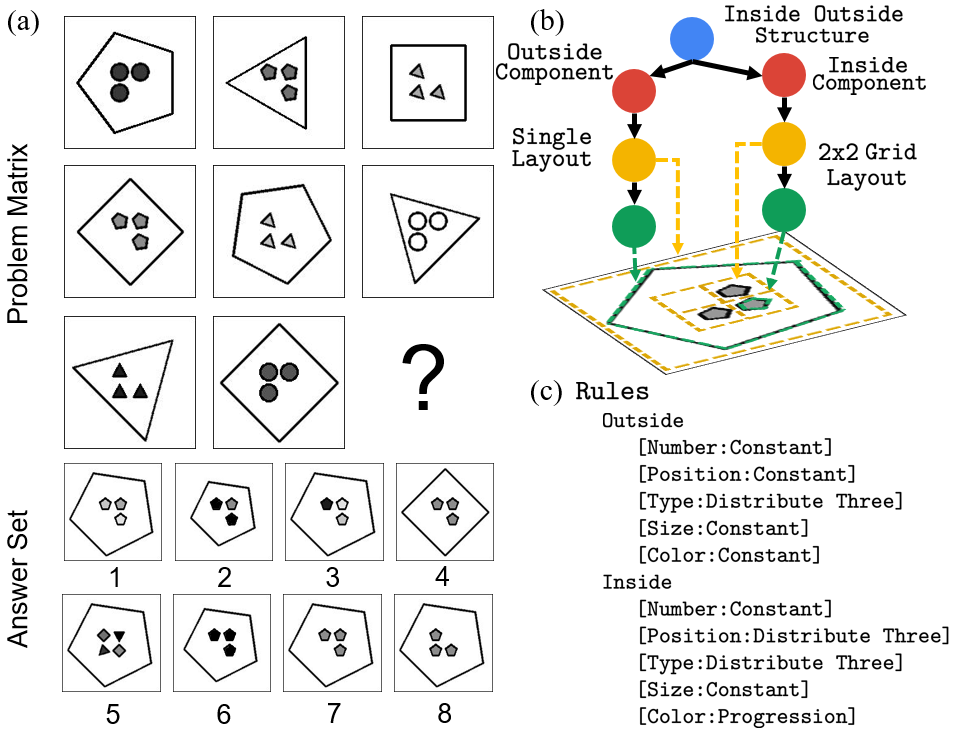 (a)
Problem Matrix
?
Answer Set
1 2 3 4
5 6 7 8
(b)
Inside Outside
Structure
Outside
Component
Inside
Component
Single
Layout
2x2 Grid
Layout
(c) Rules
Outside
[Number:Constant]
[Position:Constant]
[Type:Distribute Three]
[Size:Constant]
[Color:Constant]
Inside
[Number:Constant]
[Position:Distribute Three]
[Type:Distribute Three]
[Size:Constant]
[Color:Progression]